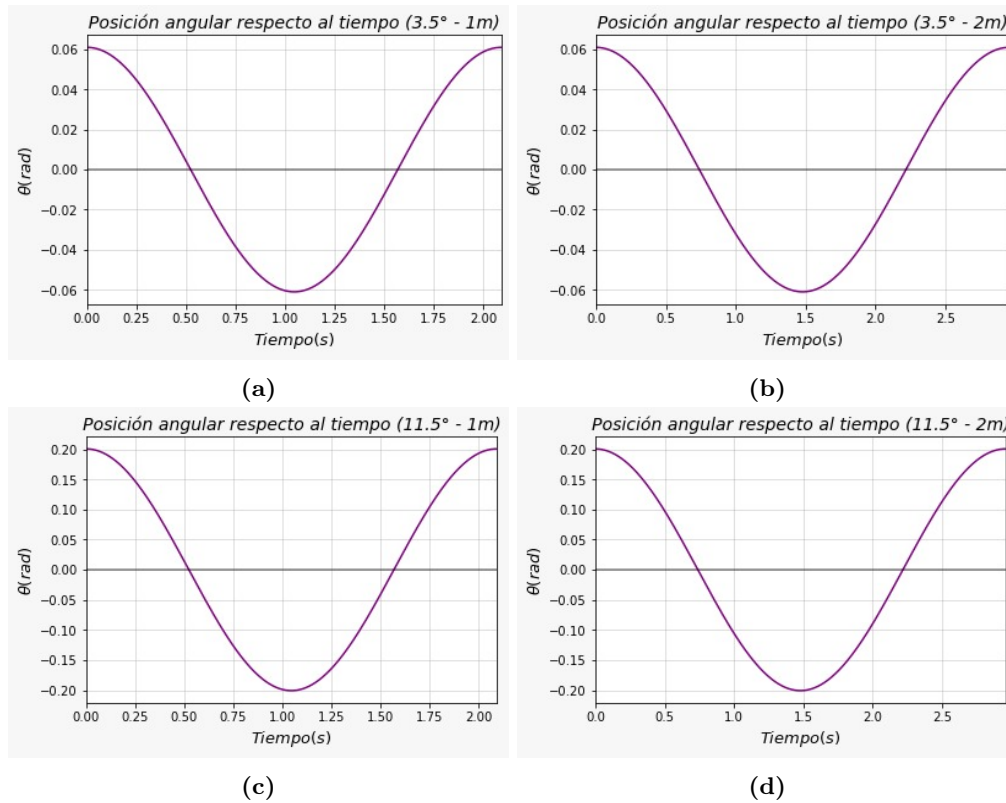 Posición angular respecto al tiempo (3.5° - 1m)
0.06
0.04
0.02
0.00
−0.02
−0.04
−0.06
θ(rad)
0.00 0.25 0.50 0.75 1.00 1.25 1.50 1.75 2.00
Tiempo(s)
(a)
Posición angular respecto al tiempo (3.5° - 2m)
0.06
0.04
0.02
0.00
−0.02
−0.04
−0.06
θ(rad)
0.0 0.5 1.0 1.5 2.0 2.5
Tiempo(s)
(b)
Posición angular respecto al tiempo (11.5° - 1m)
0.20
0.15
0.10
0.05
0.00
−0.05
−0.10
−0.15
−0.20
θ(rad)
0.00 0.25 0.50 0.75 1.00 1.25 1.50 1.75 2.00
Tiempo(s)
(c)
Posición angular respecto al tiempo (11.5° - 2m)
0.20
0.15
0.10
0.05
0.00
−0.05
−0.10
−0.15
−0.20
θ(rad)
0.0 0.5 1.0 1.5 2.0 2.5
Tiempo(s)
(d)